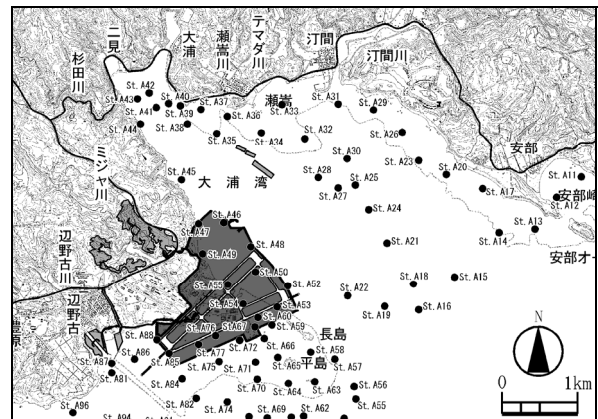 二見
杉田川
大浦
瀬嵩川
テマダ川
汀間
汀間川
瀬嵩
安部
ミジャ川
大浦湾
安部崎
安部オー
辺野古川
辺野古
豊原
長島
平島
St. A42
St. A43
St. A40
St. A41
St. A39
St. A37
St. A44
St. A38
St. A36
St. A35
St. A34
St. A33
St. A32
St. A31
St. A29
St. A26
St. A30
St. A23
St. A28
St. A25
St. A27
St. A20
St. A17
St. A11
St. A12
St. A45
St. A24
St. A13
St. A14
St. A46
St. A47
St. A48
St. A49
St. A21
St. A50
St. A55
St. A52
St. A18
St. A15
St. A54
St. A53
St. A22
St. A19
St. A16
St. A60
St. A59
St. A76
St. A67
St. A88
St. A77
St. A72
St. A66
St. A58
St. A86
St. A85
St. A75
St. A71
St. A65
St. A57
St. A87
St. A81
St. A84
St. A70
St. A64
St. A63
St. A56
St. A82
St. A74
St. A55
St. A96
St. A94
St. A69
St. A62
N
0
1km